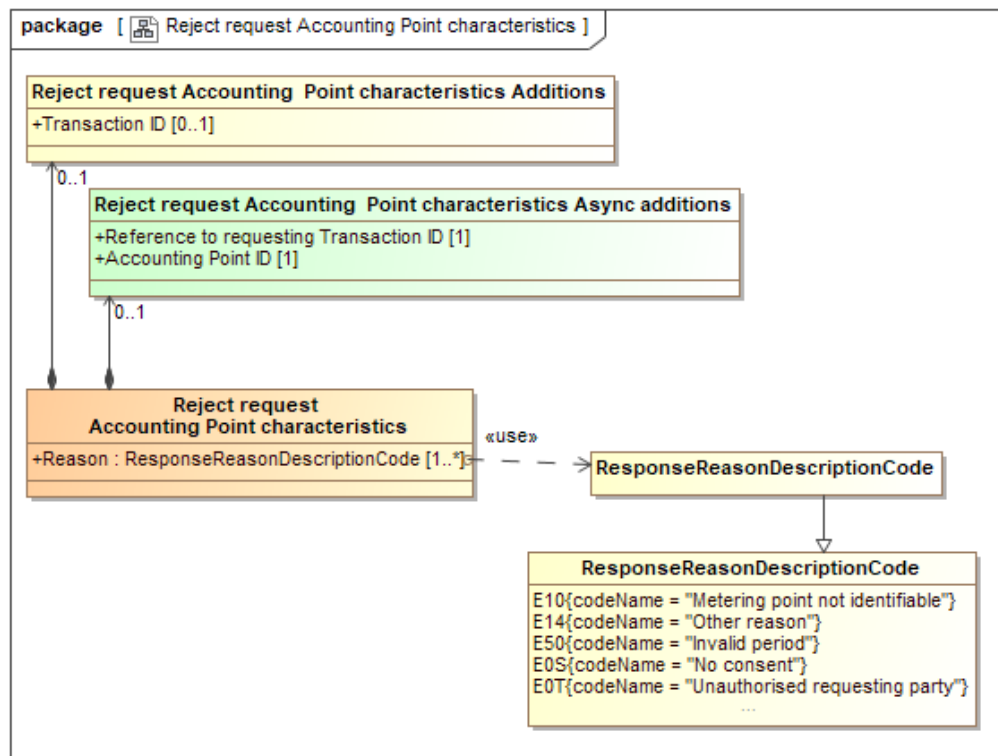 package [ Reject request Accounting Point characteristics ]
Reject request Accounting Point characteristics Additions
+Transaction ID [0..1]
0..1
Reject request Accounting Point characteristics Async additions
+Reference to requesting Transaction ID [1]
+Accounting Point ID [1]
0..1
Reject request
Accounting Point characteristics
+Reason : ResponseReasonDescriptionCode [1..*]
«use»
ResponseReasonDescriptionCode
ResponseReasonDescriptionCode
E10{codeName = "Metering point not identifiable"}
E14{codeName = "Other reason"}
E50{codeName = "Invalid period"}
E0S{codeName = "No consent"}
E0T{codeName = "Unauthorised requesting party"}
...